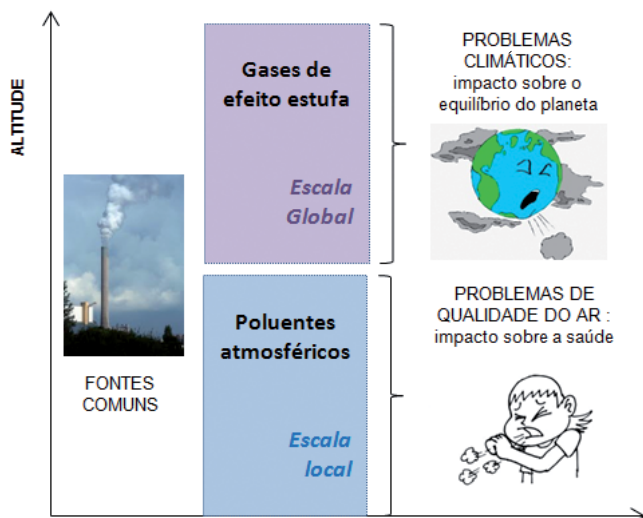 ALTITUDE
Gases de
efeito estufa
Escala
Global
PROBLEMAS
CLIMÁTICOS:
impacto sobre o
equilíbrio do planeta
FONTES
COMUNS
Poluentes
atmosféricos
Escala
local
PROBLEMAS DE
QUALIDADE DO AR :
impacto sobre a saúde